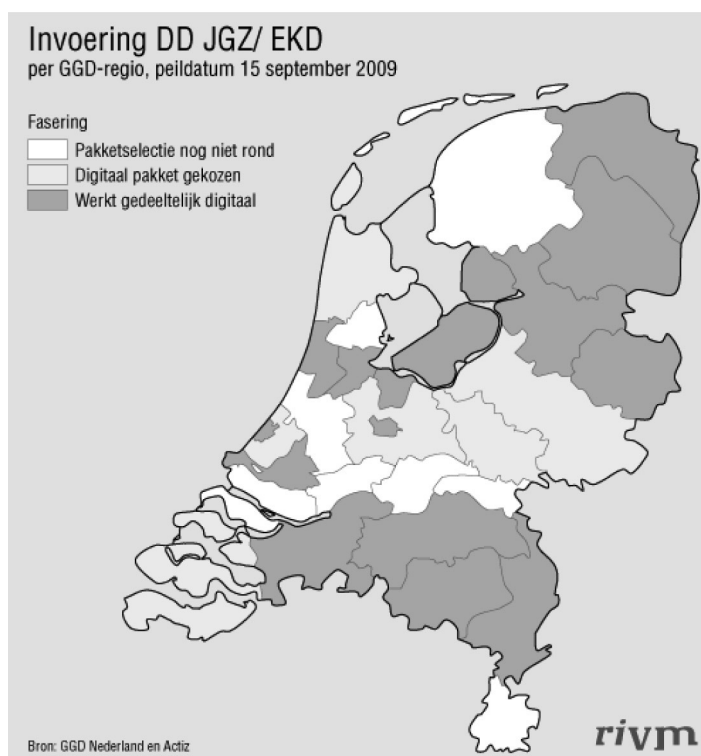 Invoering DD JGZ/ EKD
per GGD-regio, peildatum 15 september 2009
Fasering
Pakketselectie nog niet rond
Digitaal pakket gekozen
Werkt gedeeltelijk digitaal
Bron: GGD Nederland en Actiz
rivm